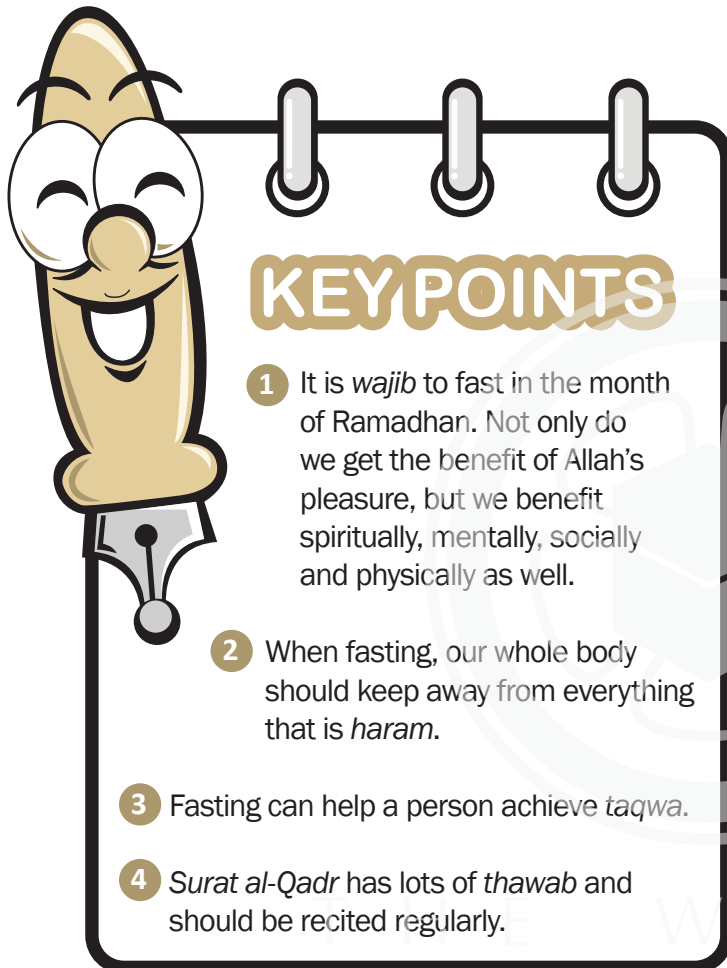 KEY POINTS
1 It is wajib to fast in the month
of Ramadhan. Not only do
we get the benefit of Allah's
pleasure, but we benefit
spiritually, mentally, socially
and physically as well.
2 When fasting, our whole body
should keep away from everything
that is haram.
3 Fasting can help a person achieve taqwa.
4 Surat al-Qadr has lots of thawab and
should be recited regularly.
THE W